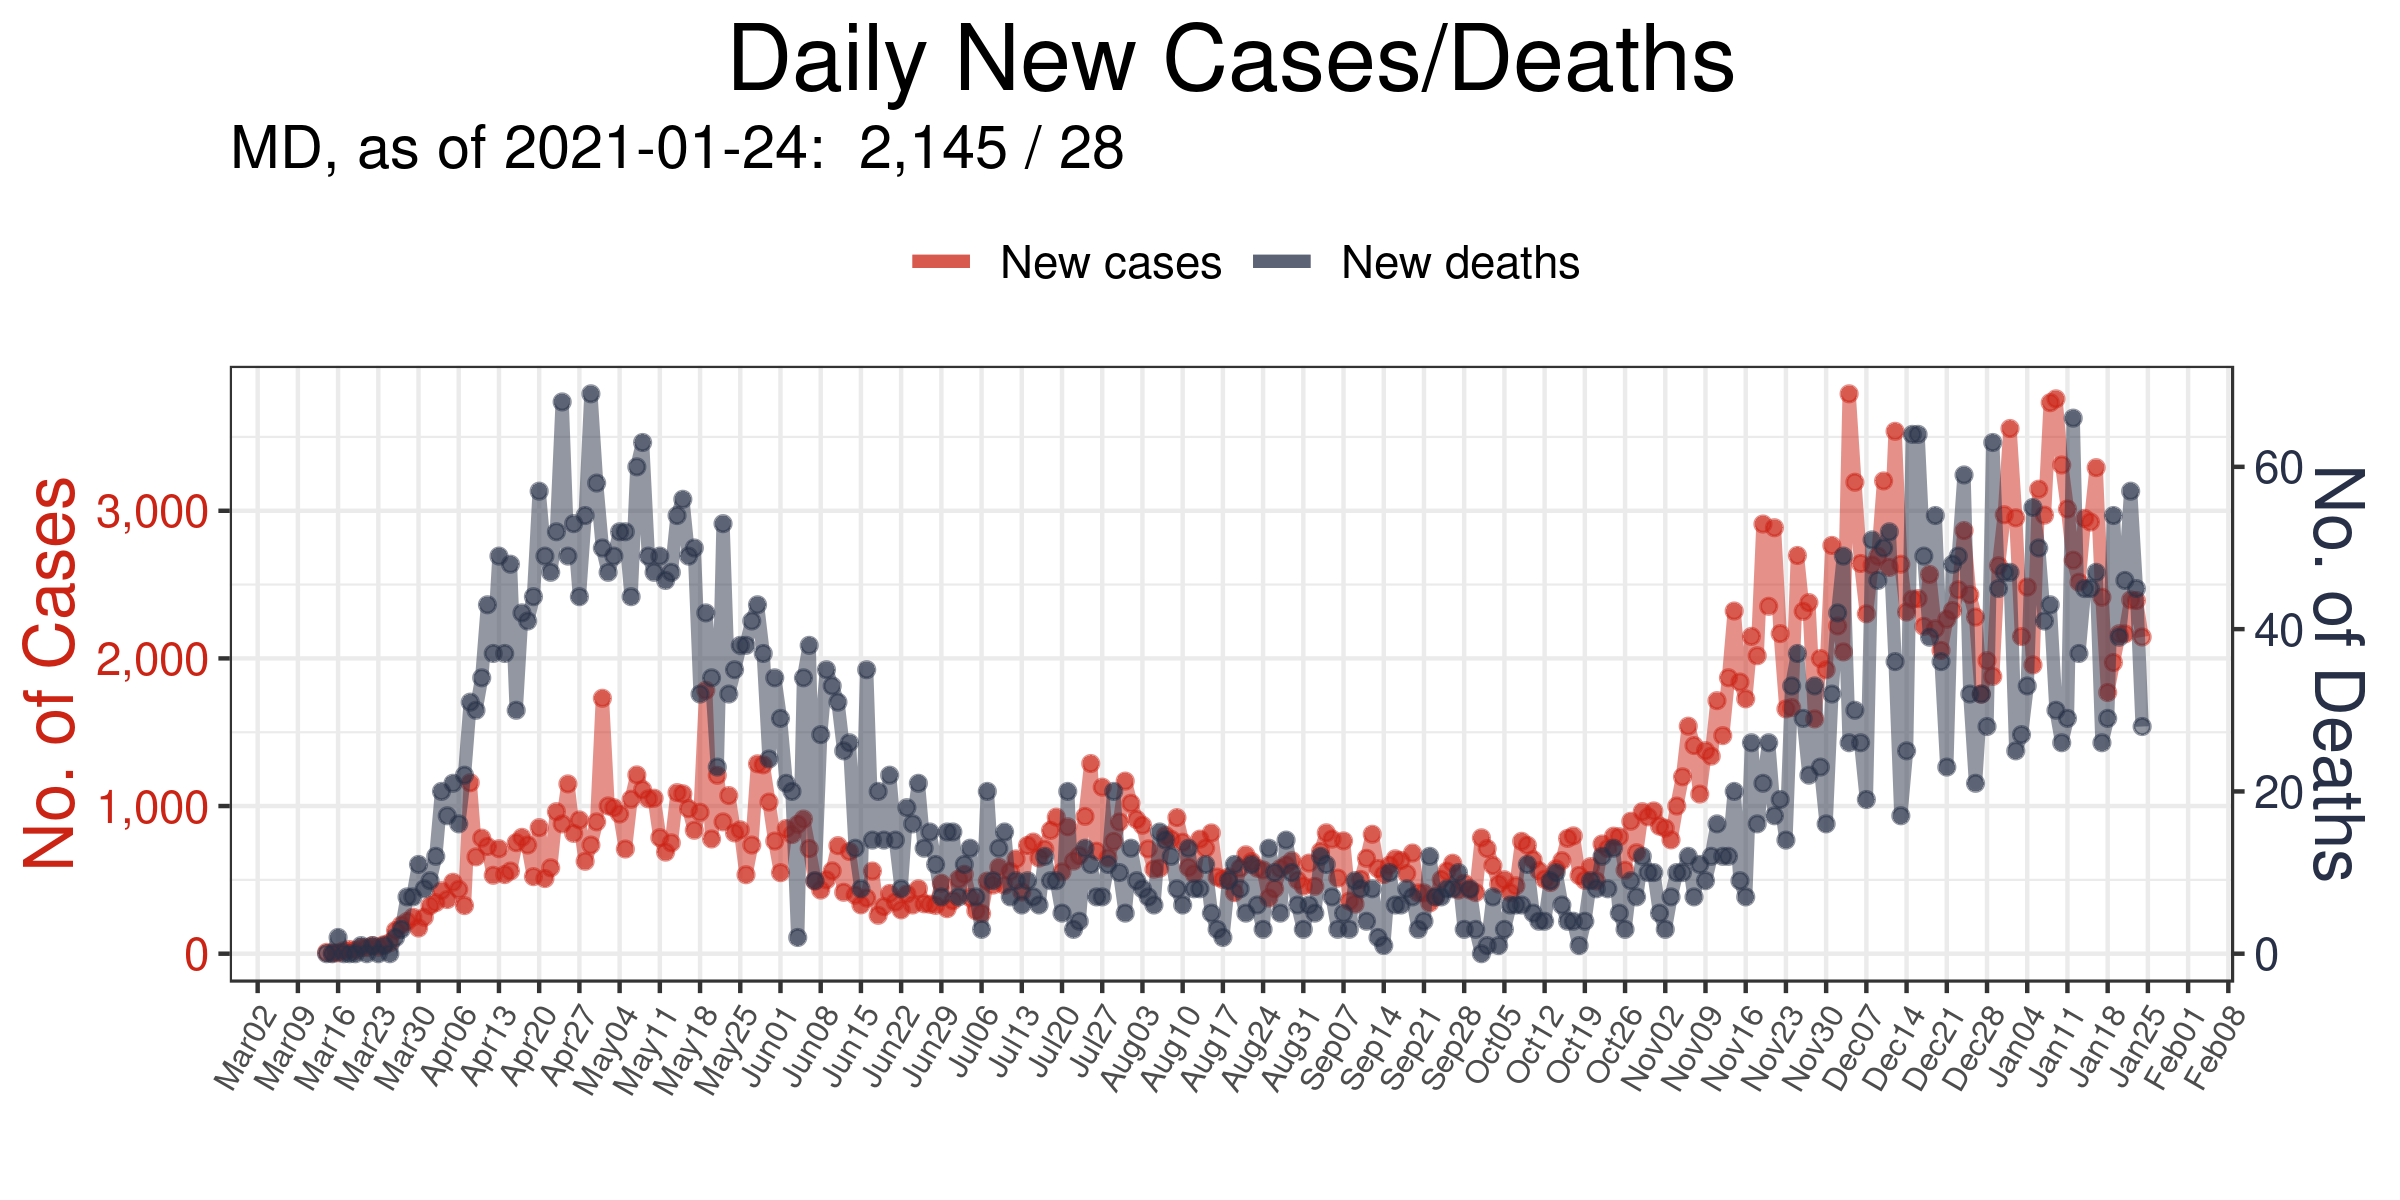 Daily New Cases/Deaths
MD, as of 2021-01-24:  2,145 / 28
New cases
New deaths
No. of Cases
3,000
2,000
1,000
0
60
40
20
0
No. of Deaths
Mar02
Mar09
Mar16
Mar23
Mar30
Apr06
Apr13
Apr20
Apr27
May04
May11
May18
May25
Jun01
Jun08
Jun15
Jun22
Jun29
Jul06
Jul13
Jul20
Jul27
Aug03
Aug10
Aug17
Aug24
Aug31
Sep07
Sep14
Sep21
Sep28
Oct05
Oct12
Oct19
Oct26
Nov02
Nov09
Nov16
Nov23
Nov30
Dec07
Dec14
Dec21
Dec28
Jan04
Jan11
Jan18
Jan25
Feb01
Feb08